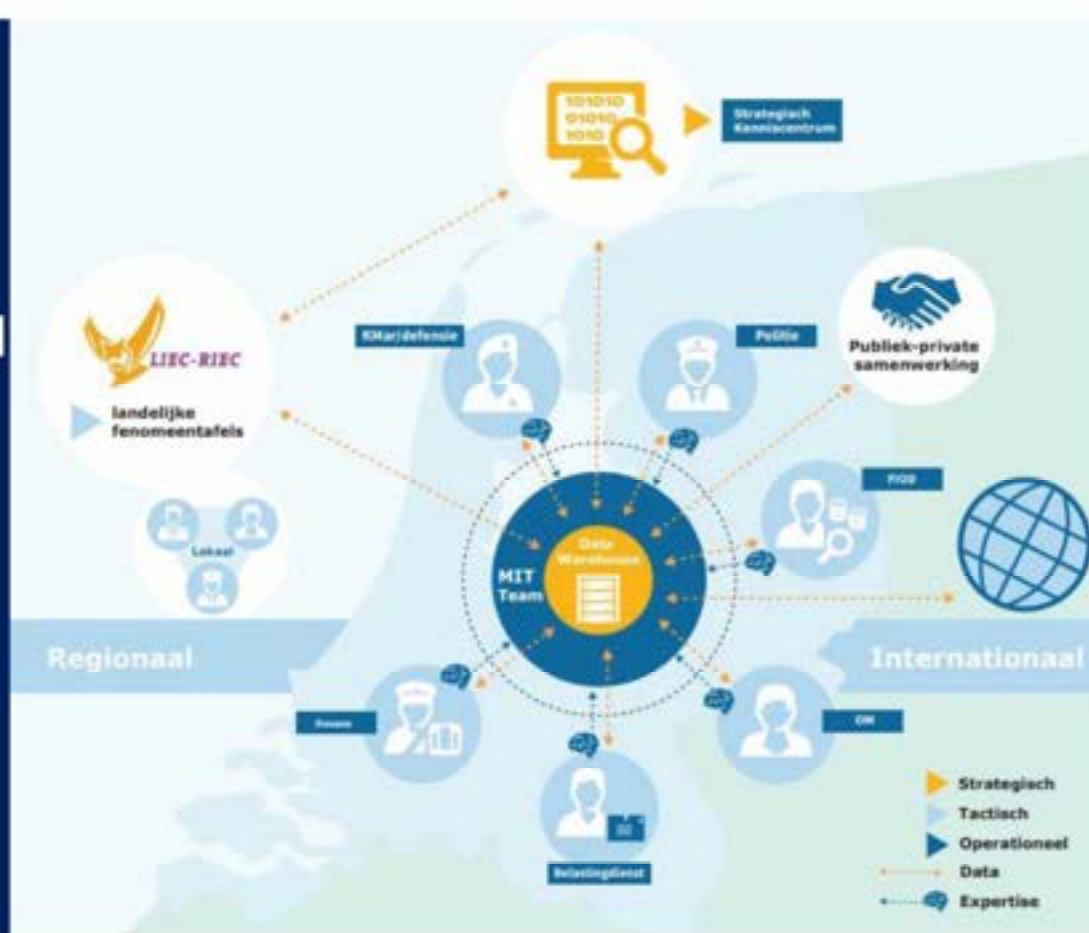 101010
01010
1010
Strategisch
Kenniscentrum
LIEC-RIEC
landelijke
fenomeentafels
KMar/defensie
Politie
Publiek-private
samenwerking
FIOD
Lokaal
Data
Warehouse
MIT
Team
Regionaal
Internationaal
Douane
OM
Belastingdienst
Strategisch
Tactisch
Operationeel
Data
Expertise